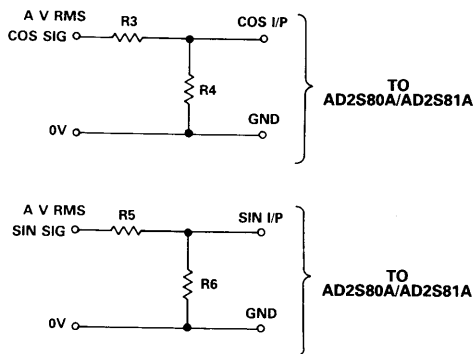 A V RMS
COS SIG
R3
COS I/P
R4
0V
GND
TO
AD2S80A/AD2S81A
A V RMS
SIN SIG
R5
SIN I/P
R6
0V
GND
TO
AD2S80A/AD2S81A